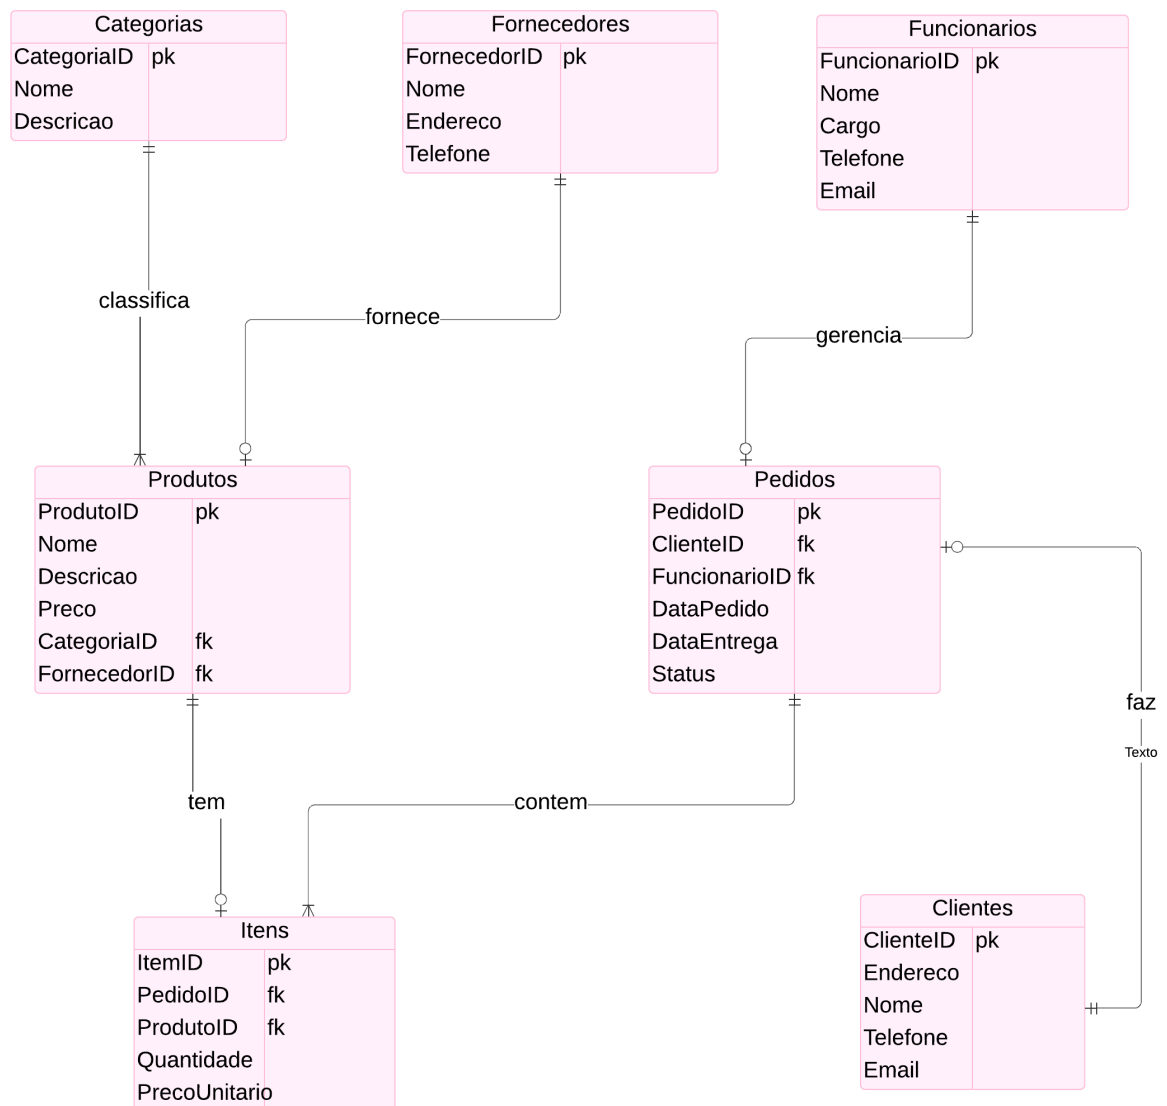 Categorias
CategoriaID pk
Nome
Descricao
Fornecedores
FornecedorID pk
Nome
Endereco
Telefone
Funcionarios
FuncionarioID pk
Nome
Cargo
Telefone
Email
classifica
fornece
gerencia
Produtos
ProdutoID pk
Nome
Descricao
Preco
CategoriaID fk
FornecedorID fk
Pedidos
PedidoID pk
ClienteID fk
FuncionarioID fk
DataPedido
DataEntrega
Status
faz
Texto
tem
contem
Itens
ItemID pk
PedidoID fk
ProdutoID fk
Quantidade
PrecoUnitario
Clientes
ClienteID pk
Endereco
Nome
Telefone
Email